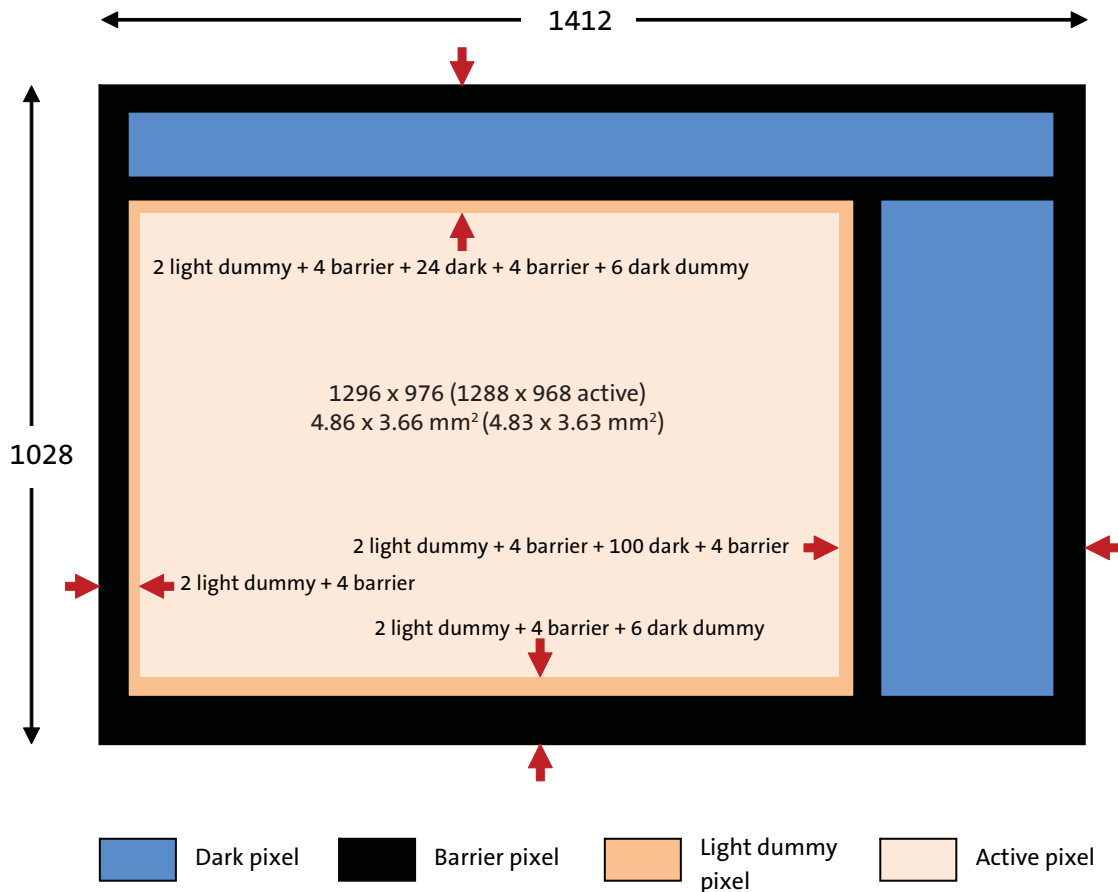 1412
2 light dummy + 4 barrier + 24 dark + 4 barrier + 6 dark dummy
1296 x 976 (1288 x 968 active)
4.86 x 3.66 mm² (4.83 x 3.63 mm²)
1028
2 light dummy + 4 barrier + 100 dark + 4 barrier
2 light dummy + 4 barrier
2 light dummy + 4 barrier + 6 dark dummy
Dark pixel
Barrier pixel
Light dummy
pixel
Active pixel